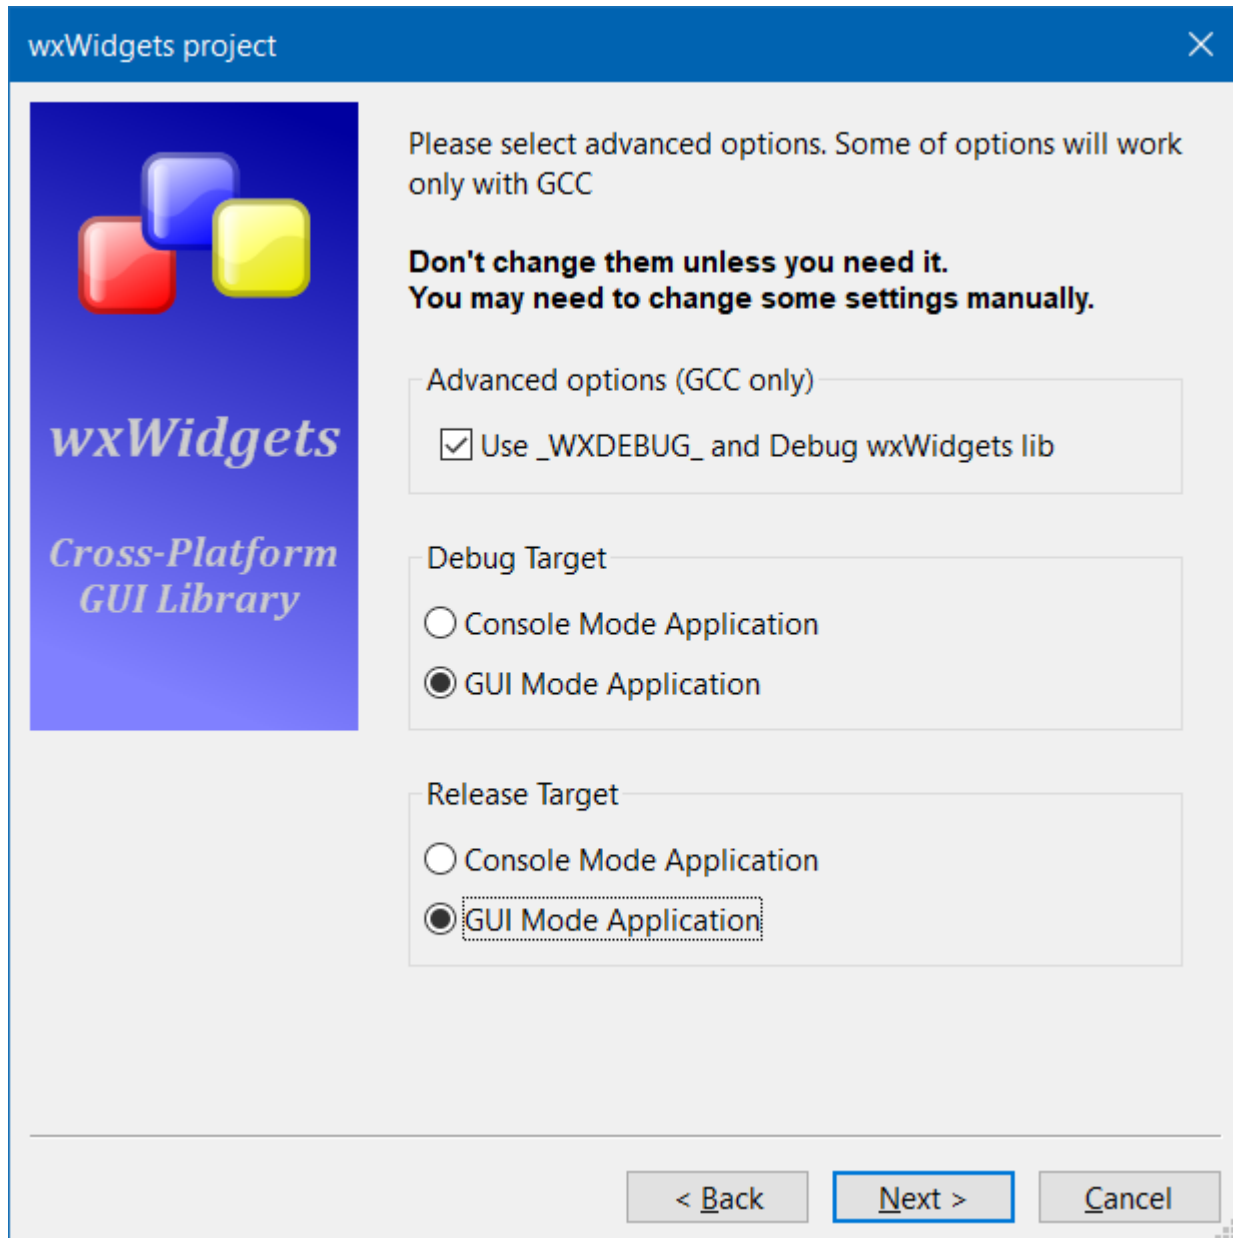 wxWidgets project
wxWidgets
Cross-Platform
GUI Library
Please select advanced options. Some of options will work
only with GCC
Don't change them unless you need it.
You may need to change some settings manually.
Advanced options (GCC only)
Use _WXDEBUG_ and Debug wxWidgets lib
Debug Target
Console Mode Application
GUI Mode Application
Release Target
Console Mode Application
GUI Mode Application
< Back
Next >
Cancel